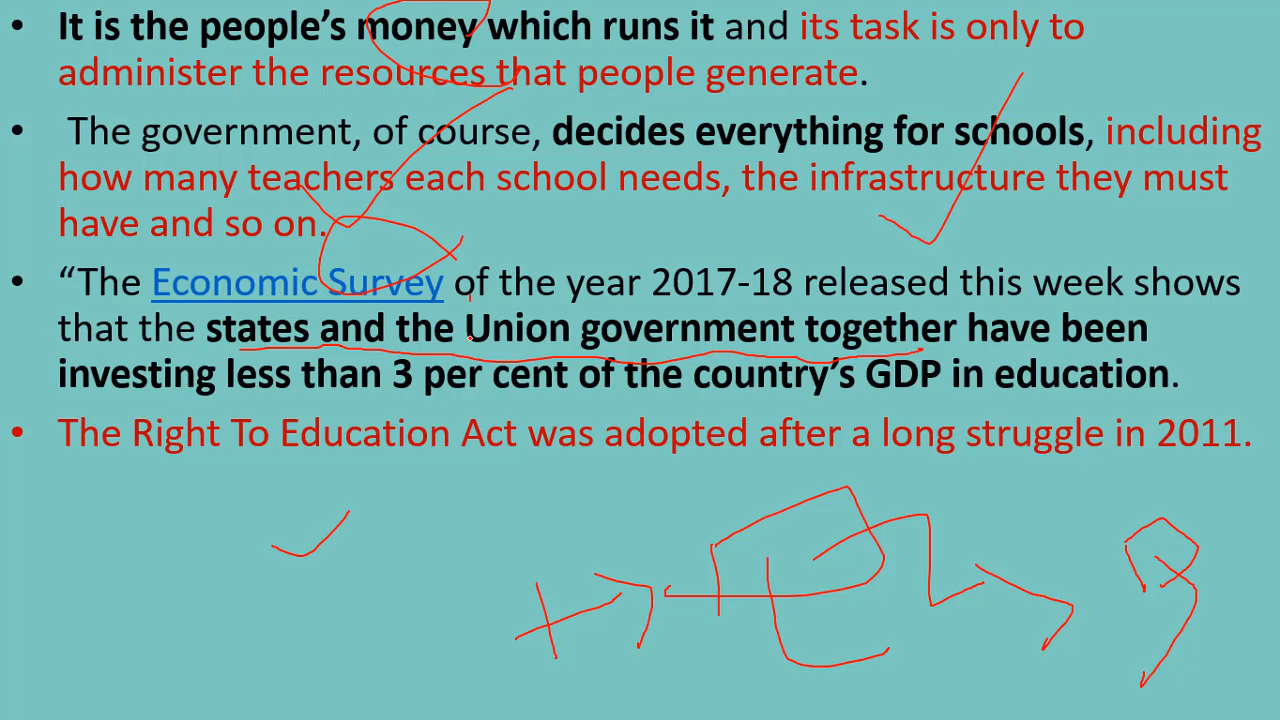 • It is the people's money which runs it and its task is only to
administer the resources that people generate.
• The government, of course, decides everything for schools, including
how many teachers each school needs, the infrastructure they must
have and so on.
• “The Economic Survey of the year 2017-18 released this week shows
that the states and the Union government together have been
investing less than 3 per cent of the country's GDP in education.
• The Right To Education Act was adopted after a long struggle in 2011.